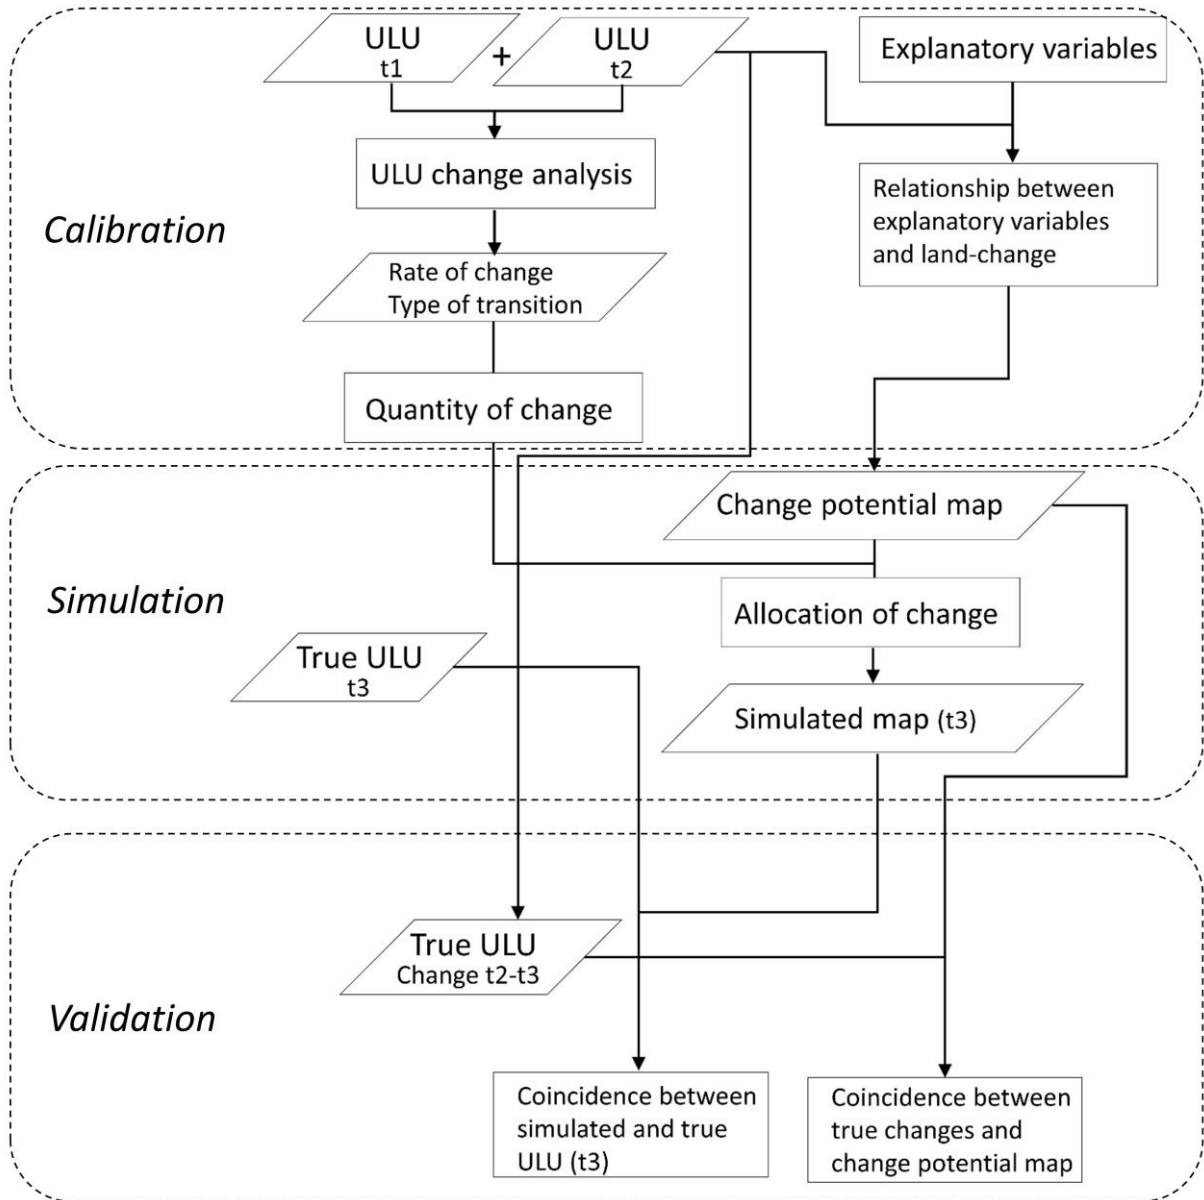 ULU
t1
+
ULU
t2
Explanatory variables
ULU change analysis
Relationship between
explanatory variables
and land-change
Calibration
Rate of change
Type of transition
Quantity of change
Change potential map
Simulation
Allocation of change
True ULU
t3
Simulated map (t3)
True ULU
Change t2-t3
Validation
Coincidence between
simulated and true
ULU (t3)
Coincidence between
true changes and
change potential map